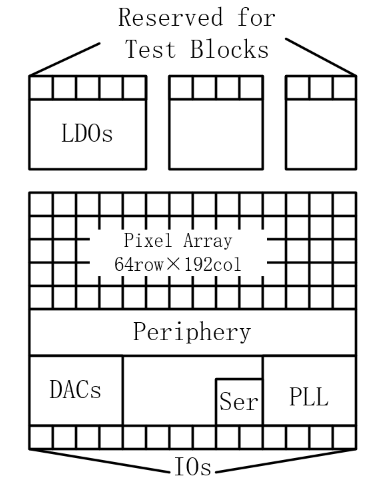 Reserved for
Test Blocks
LDOs
Pixel Array
64row×192col
Periphery
DACs
Ser
PLL
IOs